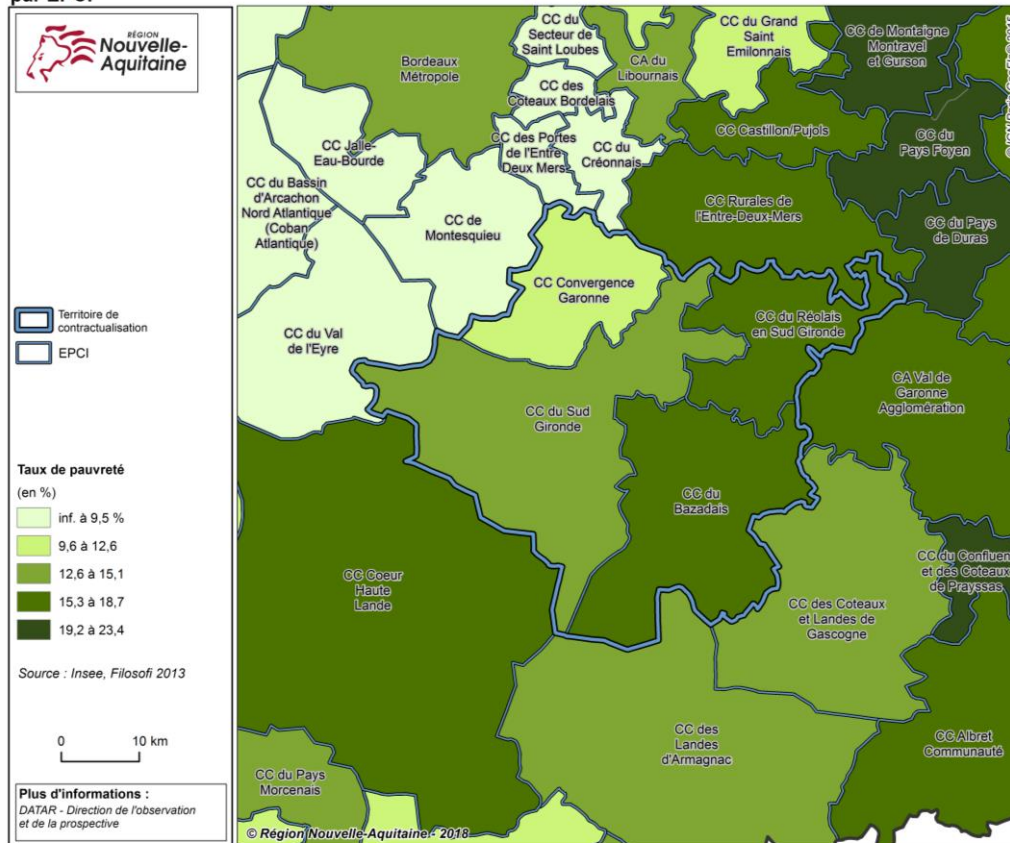 RÉGION
Nouvelle-
Aquitaine
Territoire de
contractualisation
EPCI
Taux de pauvreté
(en %)
inf. à 9,5 %
9,6 à 12,6
12,6 à 15,1
15,3 à 18,7
19,2 à 23,4
Source : Insee, Filosofi 2013
0 10 km
Plus d'informations :
DATAR - Direction de l'observation
et de la prospective
CC du
Secteur de
Saint Loubes
CC du Grand
Saint
Emilonnais
CC de Montaigne
Montravel
et Gurson
Bordeaux
Métropole
CA du
Libournais
CC des
Coteaux Bordelais
CC Castillon/Pujols
CC du
Pays Foyen
CC Jalle-
Eau-Bourde
CC des Portes
de l'Entre
Deux Mers
CC du
Créonnais
CC du Bassin
d'Arcachon
Nord Atlantique
(Coban
Atlantique)
CC Rurales de
l'Entre-Deux-Mers
CC du Pays
de Duras
CC de
Montesquieu
CC Convergence
Garonne
CC du Val
de l'Eyre
CC du Réolais
en Sud Gironde
CA Val de
Garonne
Agglomération
CC du Sud
Gironde
CC du
Bazadais
CC du Confluent
et des Coteaux
de Prayssas
CC Coeur
Haute
Lande
CC des Coteaux
et Landes de
Gascogne
CC des
Landes
d'Armagnac
CC Albret
Communauté
CC du Pays
Morcenais
© Région Nouvelle-Aquitaine - 2018